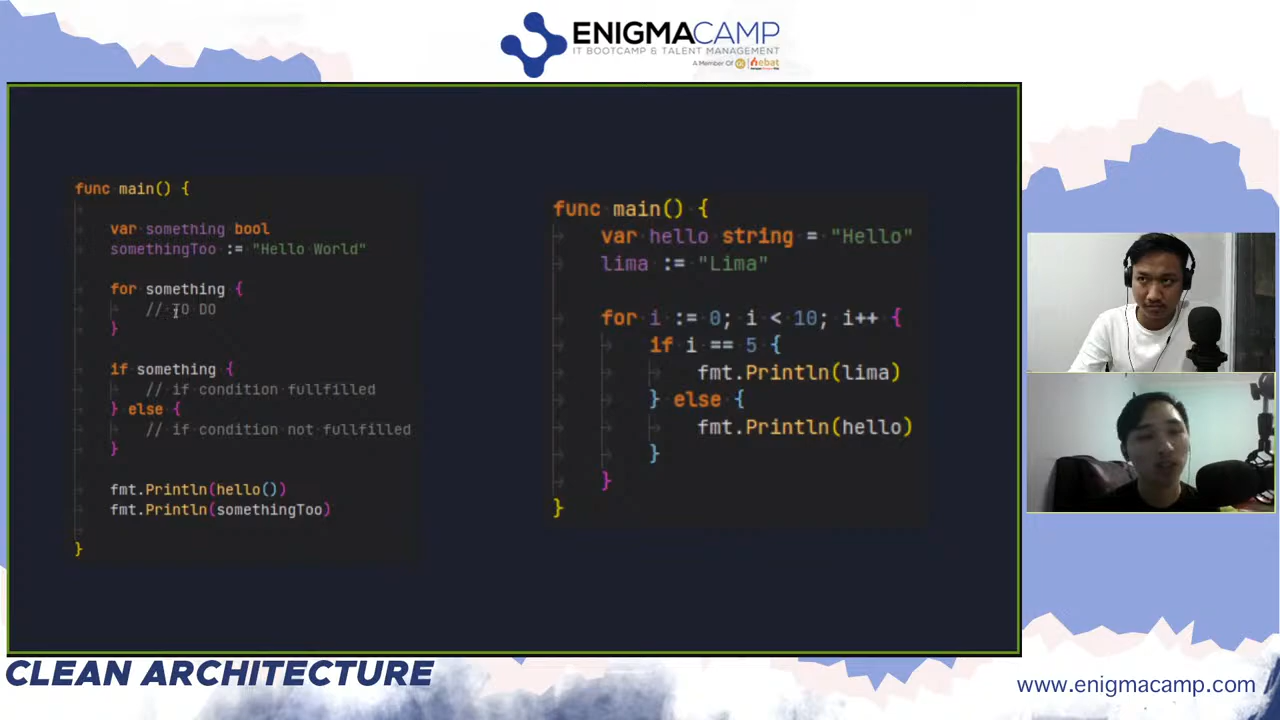 ENIGMACAMP
IT BOOTCAMP & TALENT MANAGEMENT
A Member Of
func main() {
var something bool
somethingToo := "Hello World"
for something {
// TO DO
}
if something {
// if condition fullfilled
} else {
// if condition not fullfilled
}
fmt.Println(hello())
fmt.Println(somethingToo)
}
func main() {
var hello string = "Hello"
lima := "Lima"
for i := 0; i < 10; i++ {
if i == 5 {
fmt.Println(lima)
} else {
fmt.Println(hello)
}
}
}
CLEAN ARCHITECTURE
www.enigmacamp.com